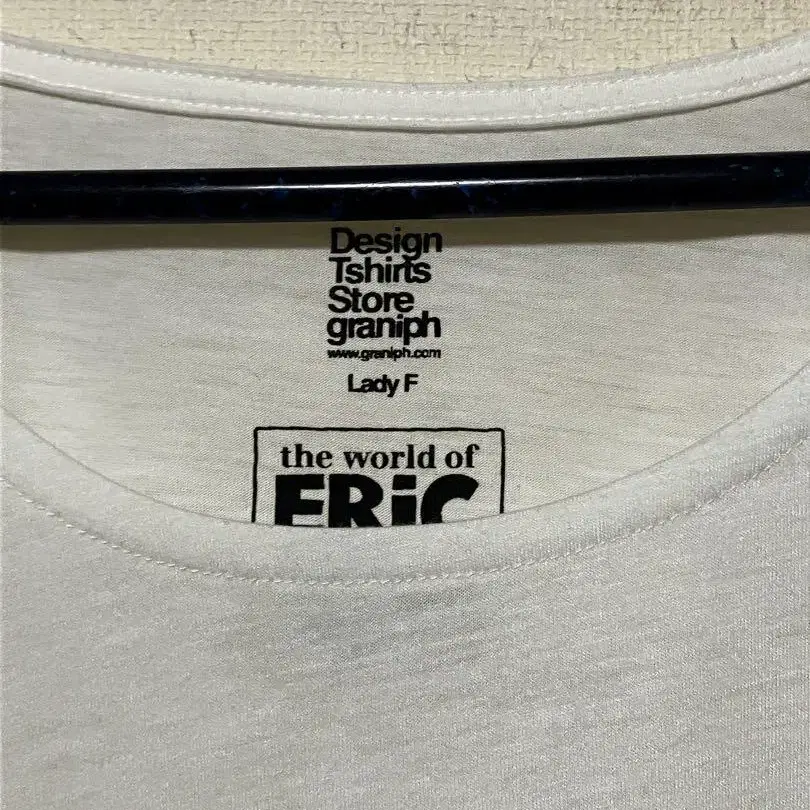 Design
Tshirts
Store
graniph
www.graniph.com
Lady F
the world of
ERiC